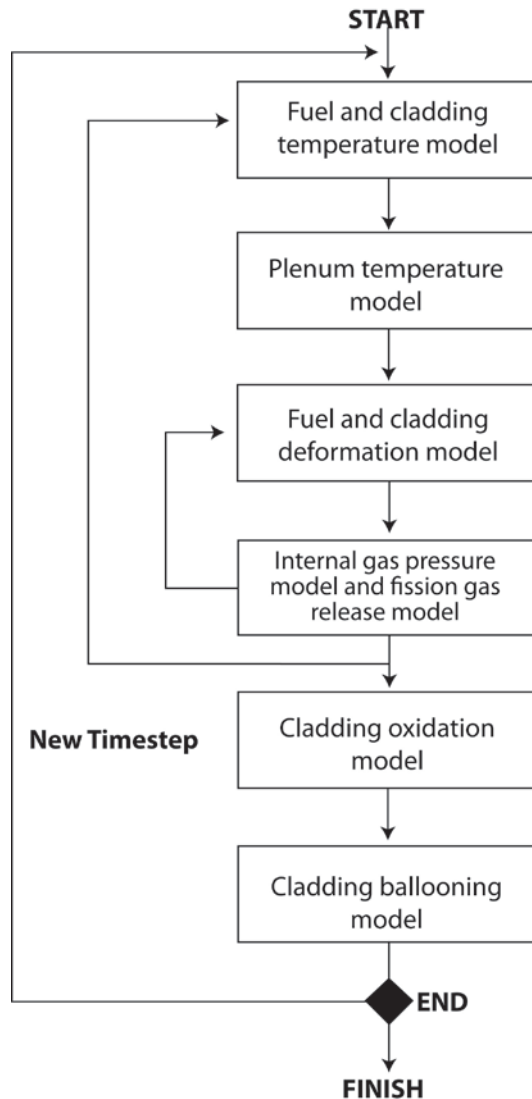 START
Fuel and cladding
temperature model
Plenum temperature
model
Fuel and cladding
deformation model
Internal gas pressure
model and fission gas
release model
New Timestep
Cladding oxidation
model
Cladding ballooning
model
END
FINISH